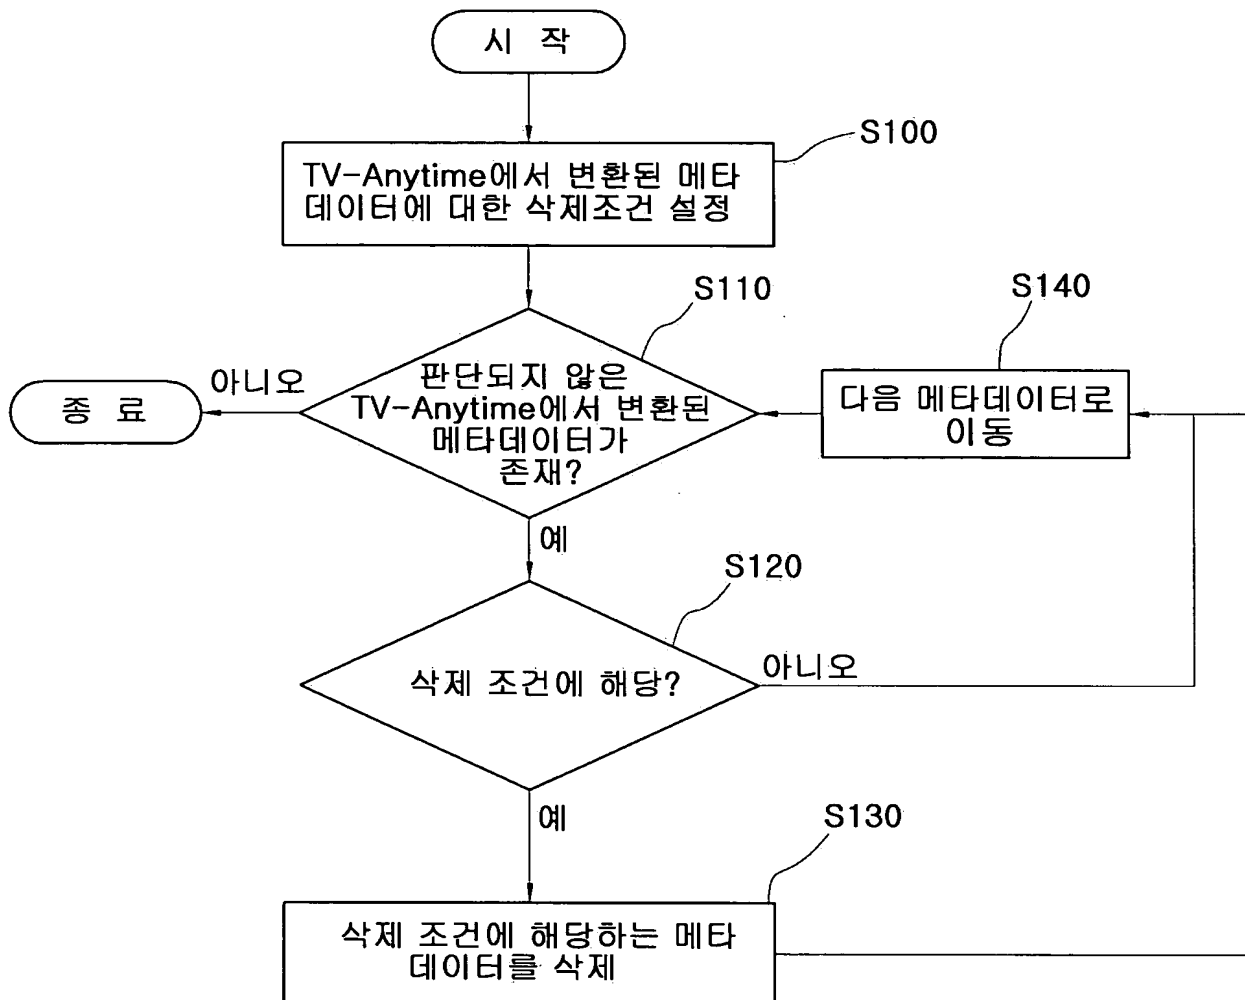 시 작
S100
TV-Anytime에서 변환된 메타
데이터에 대한 삭제조건 설정
S110
S140
아니오
판단되지 않은
TV-Anytime에서 변환된
메타데이터가
존재?
종 료
다음 메타데이터로
이동
예
S120
삭제 조건에 해당?
아니오
예
S130
삭제 조건에 해당하는 메타
데이터를 삭제